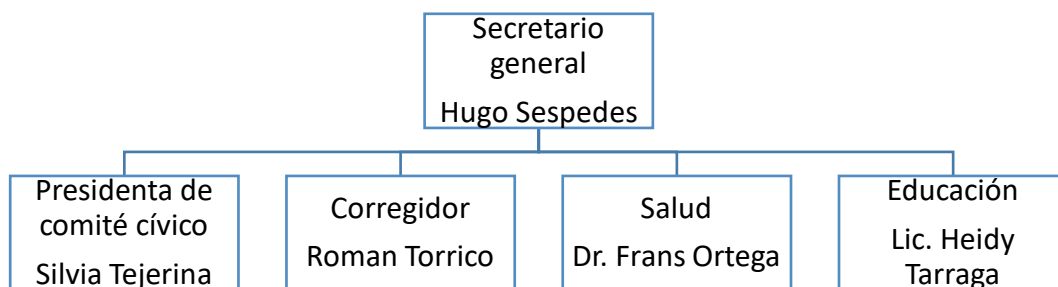 Secretario
general
Hugo Sespedes
Presidenta de
comité cívico
Silvia Tejerina
Corregidor
Roman Torrico
Salud
Dr. Frans Ortega
Educación
Lic. Heidy
Tarraga